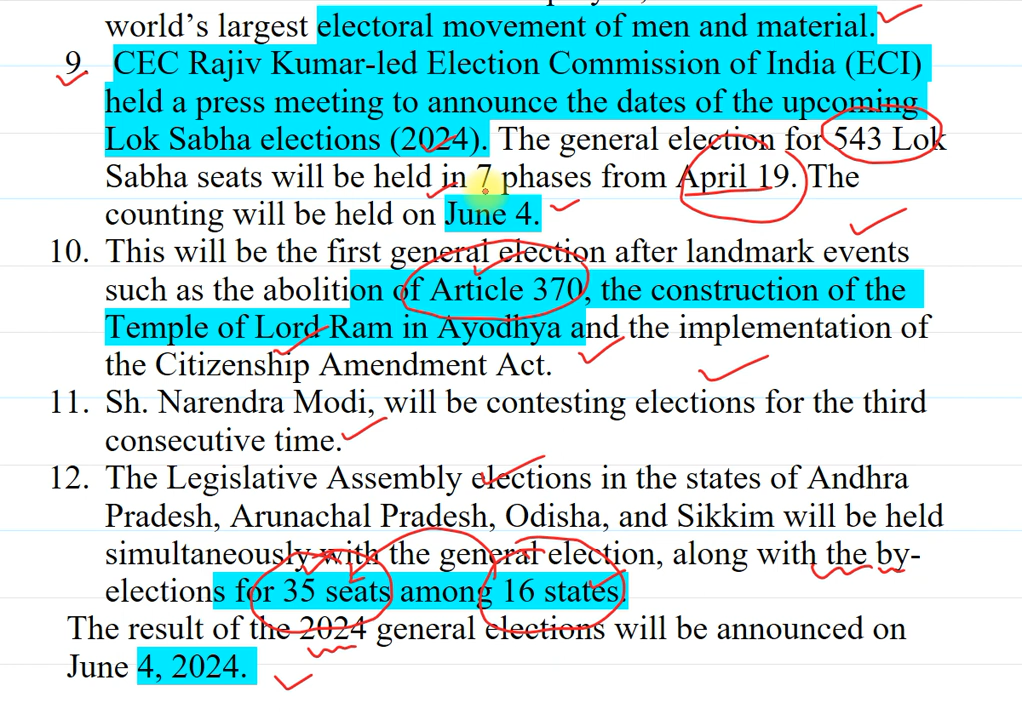 world’s largest electoral movement of men and material.
9. CEC Rajiv Kumar-led Election Commission of India (ECI)
held a press meeting to announce the dates of the upcoming
Lok Sabha elections (2024). The general election for 543 Lok
Sabha seats will be held in 7 phases from April 19. The
counting will be held on June 4.
10. This will be the first general election after landmark events
such as the abolition of Article 370, the construction of the
Temple of Lord Ram in Ayodhya and the implementation of
the Citizenship Amendment Act.
11. Sh. Narendra Modi, will be contesting elections for the third
consecutive time.
12. The Legislative Assembly elections in the states of Andhra
Pradesh, Arunachal Pradesh, Odisha, and Sikkim will be held
simultaneously with the general election, along with the by-
elections for 35 seats among 16 states.
The result of the 2024 general elections will be announced on
June 4, 2024.